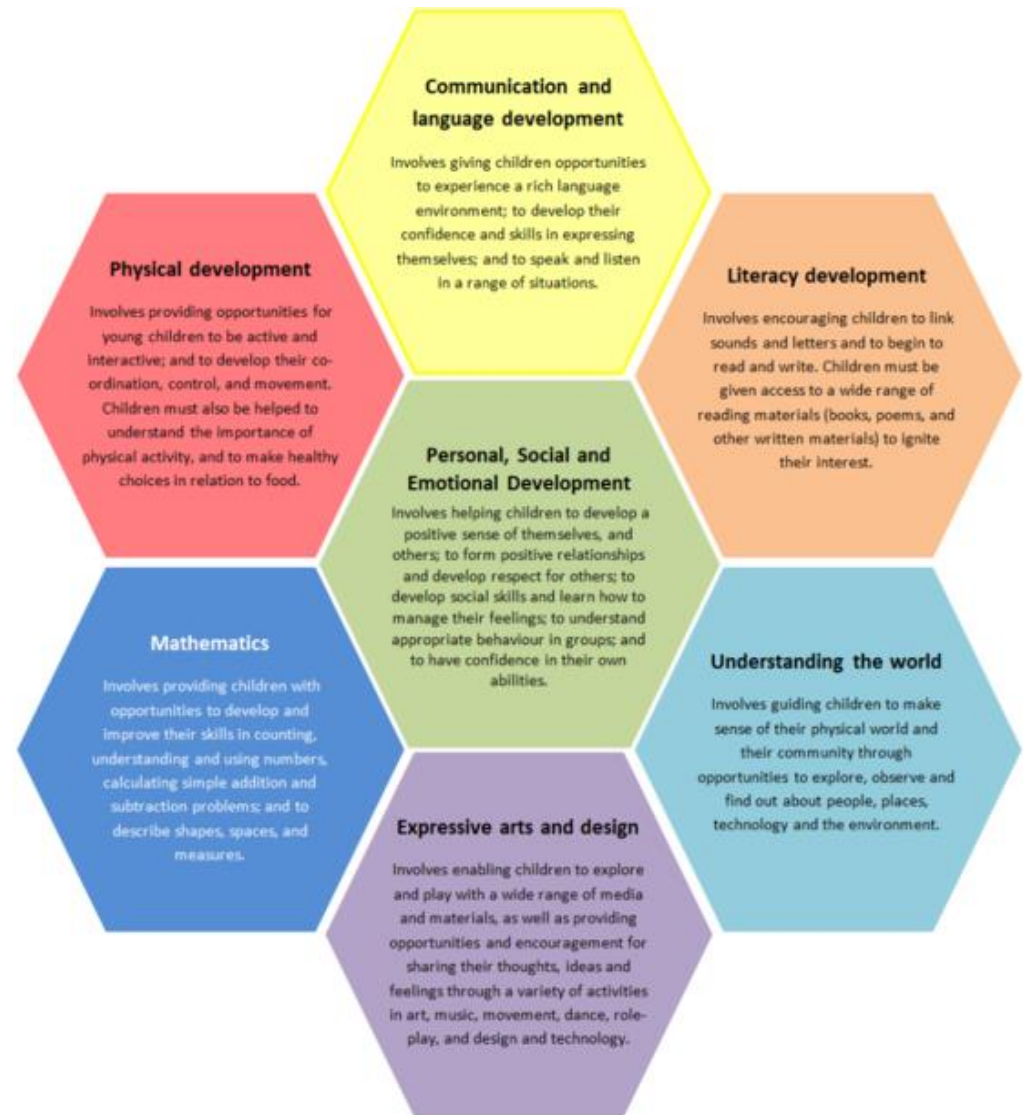 Communication and
language development
Involves giving children opportunities
to experience a rich language
environment; to develop their
confidence and skills in expressing
themselves; and to speak and listen
in a range of situations.
Physical development
Involves providing opportunities for
young children to be active and
interactive; and to develop their co-
ordination, control, and movement.
Children must also be helped to
understand the importance of
physical activity, and to make healthy
choices in relation to food.
Literacy development
Involves encouraging children to link
sounds and letters and to begin to
read and write. Children must be
given access to a wide range of
reading materials (books, poems, and
other written materials) to ignite
their interest.
Personal, Social and
Emotional Development
Involves helping children to develop a
positive sense of themselves, and
others; to form positive relationships
and develop respect for others; to
develop social skills and learn how to
manage their feelings; to understand
appropriate behaviour in groups; and
to have confidence in their own
abilities.
Mathematics
Involves providing children with
opportunities to develop and
improve their skills in counting,
understanding and using numbers,
calculating simple addition and
subtraction problems; and to
describe shapes, spaces, and
measures.
Understanding the world
Involves guiding children to make
sense of their physical world and
their community through
opportunities to explore, observe and
find out about people, places,
technology and the environment.
Expressive arts and design
Involves enabling children to explore
and play with a wide range of media
and materials, as well as providing
opportunities and encouragement for
sharing their thoughts, ideas and
feelings through a variety of activities
in art, music, movement, dance, role-
play, and design and technology.